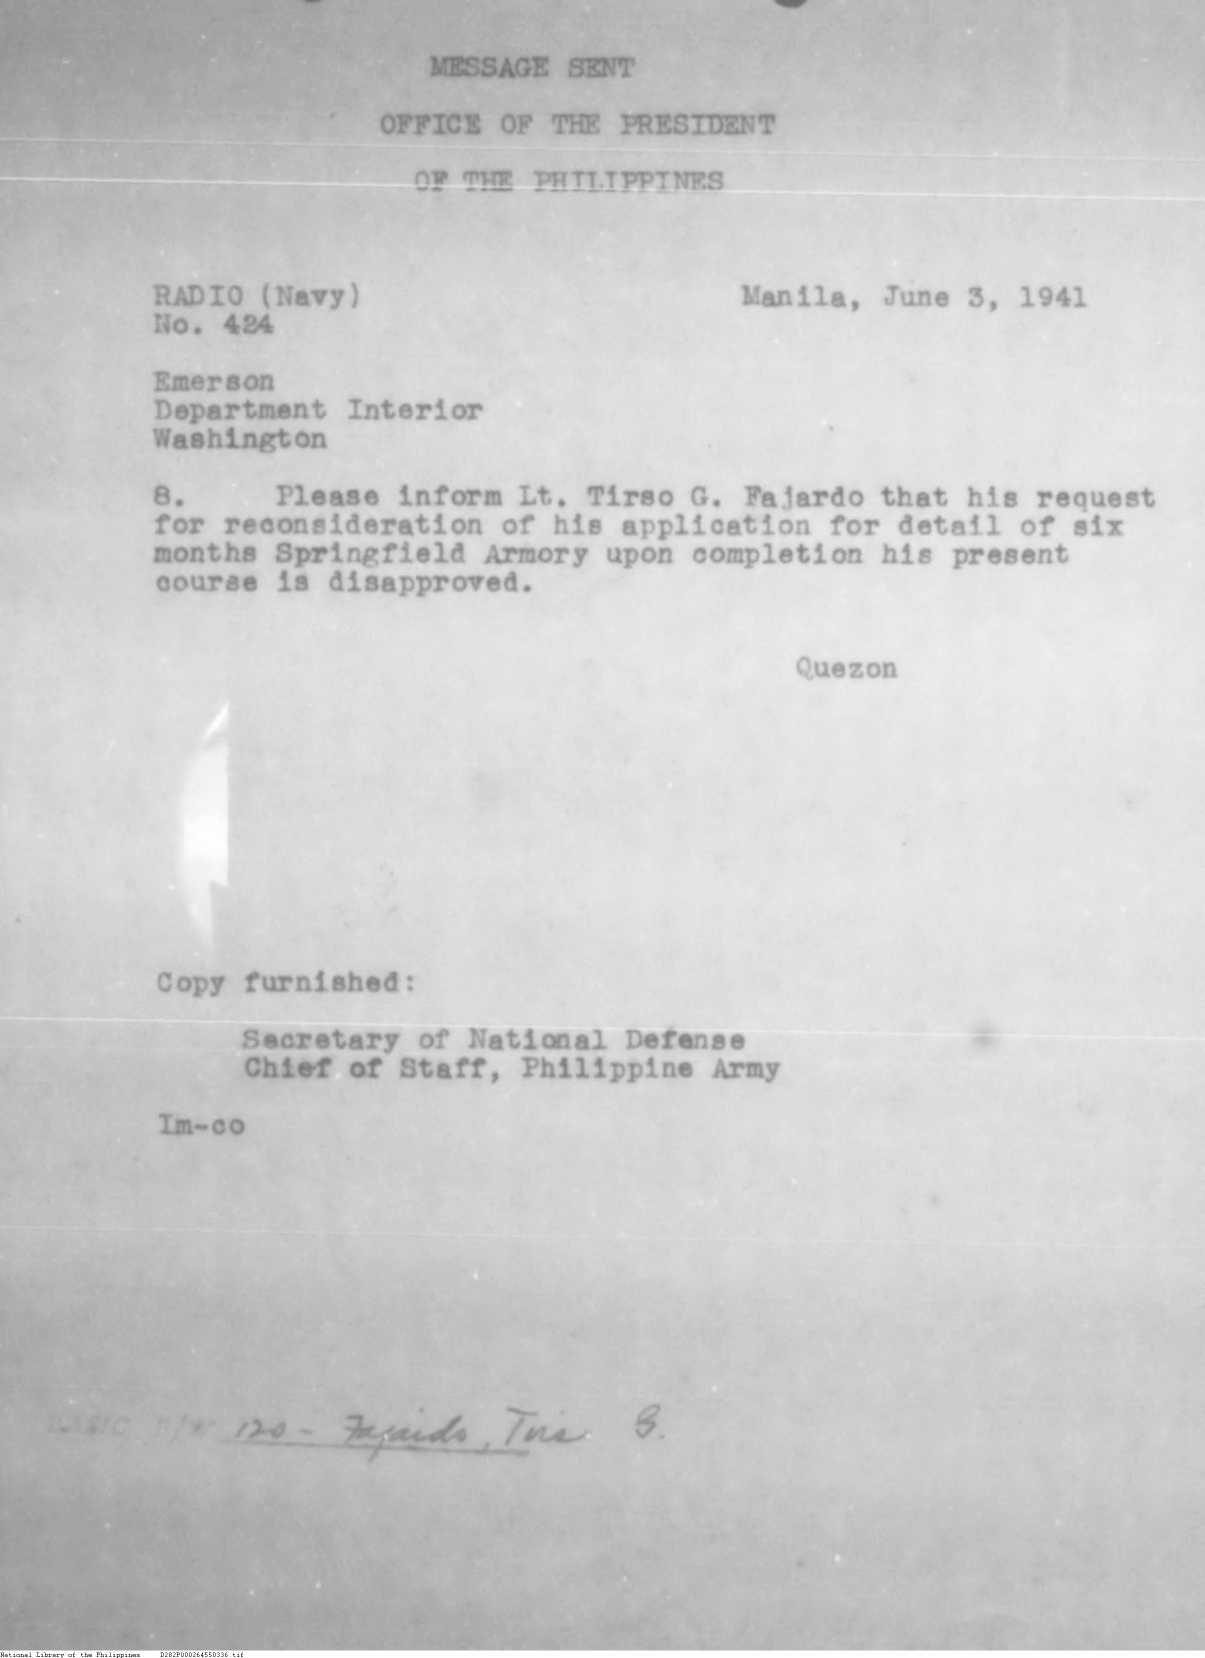 MESSAGE SENT
OFFICE OF THE PRESIDENT
OF THE PHILIPPINES
RADIO (Navy) Manila, June 3, 1941
No. 424
Emerson
Department Interior
Washington
8. Please inform Lt. Tirso G. Fajardo that his request
for reconsideration of his application for detail of six
months Springfield Armory upon completion his present
course is disapproved.
Quezon
Copy furnished:
Secretary of National Defense
Chief of Staff, Philippine Army
Im-co
120 - Fajardo, Tirs G.
National Library of the Philippines D282P000264550336.tif